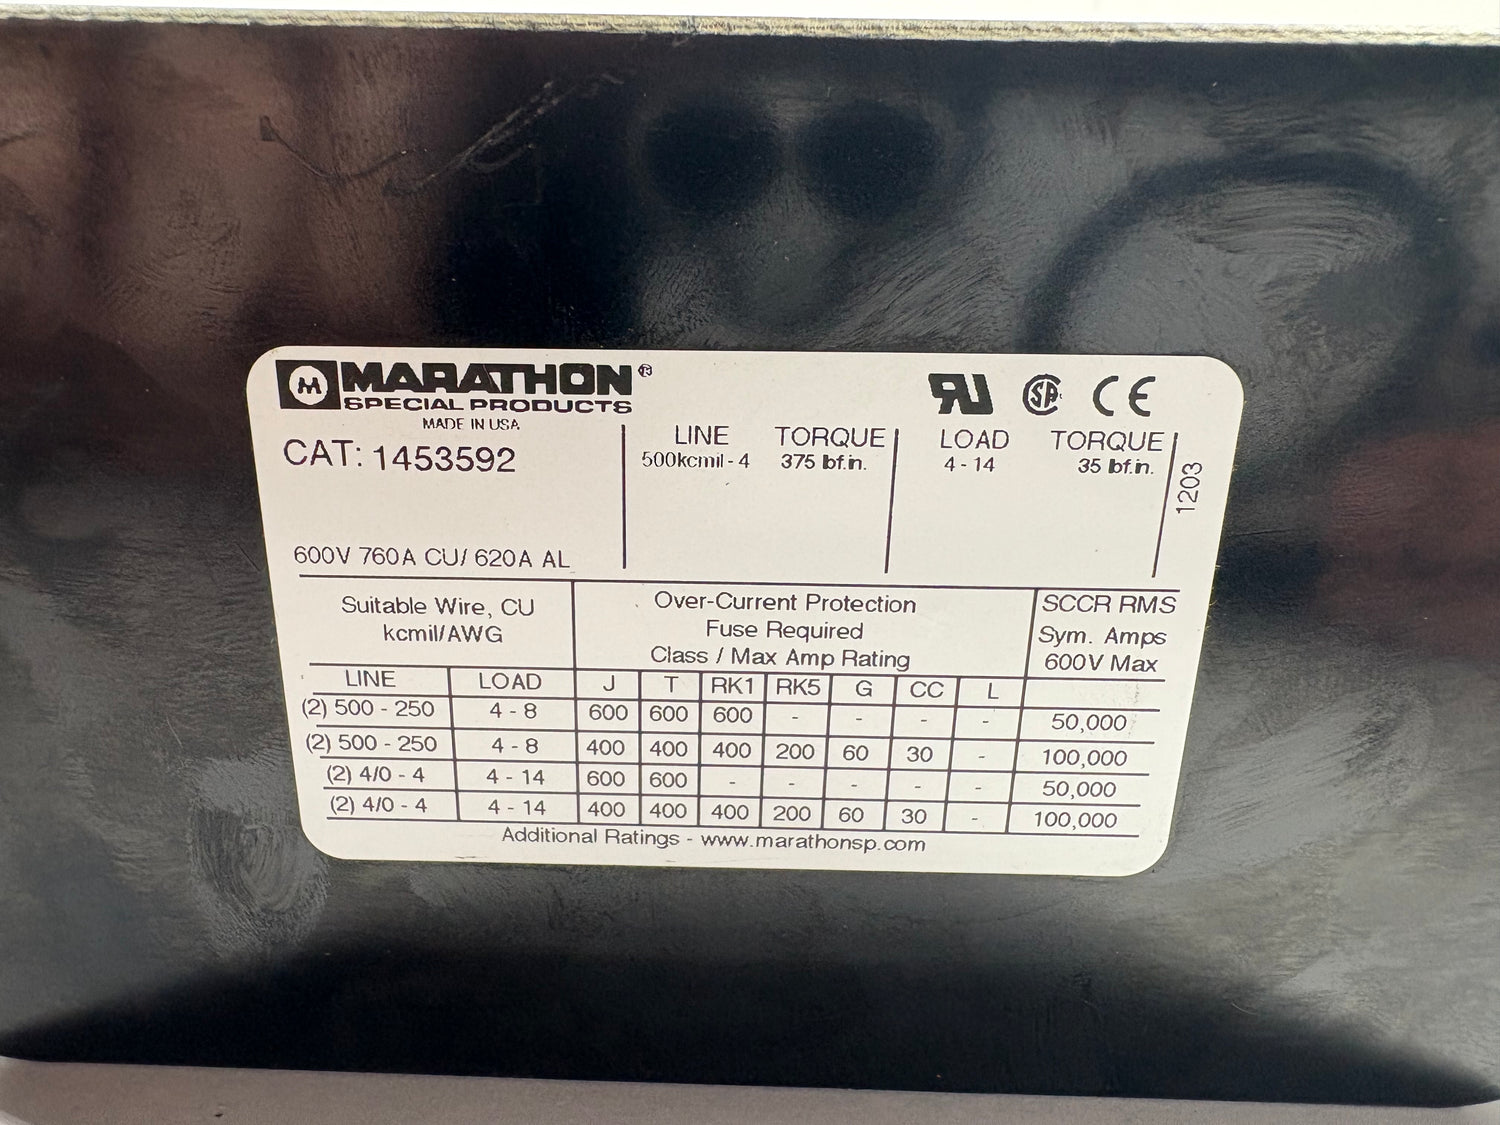 M MARATHON®
SPECIAL PRODUCTS
MADE IN USA
CAT: 1453592
600V 760A CU/ 620A AL
LINE TORQUE
500kcmil - 4 375 lbf.in.
LOAD TORQUE
4 - 14 35 lbf.in.
1203
Suitable Wire, CU
kcmil/AWG
Over-Current Protection
Fuse Required
Class / Max Amp Rating
SCCR RMS
Sym. Amps
600V Max
LINE LOAD J T RK1 RK5 G CC L
(2) 500 - 250 4 - 8 600 600 600 - - - - 50,000
(2) 500 - 250 4 - 8 400 400 400 200 60 30 - 100,000
(2) 4/0 - 4 4 - 14 600 600 - - - - - 50,000
(2) 4/0 - 4 4 - 14 400 400 400 200 60 30 - 100,000
Additional Ratings - www.marathonsp.com